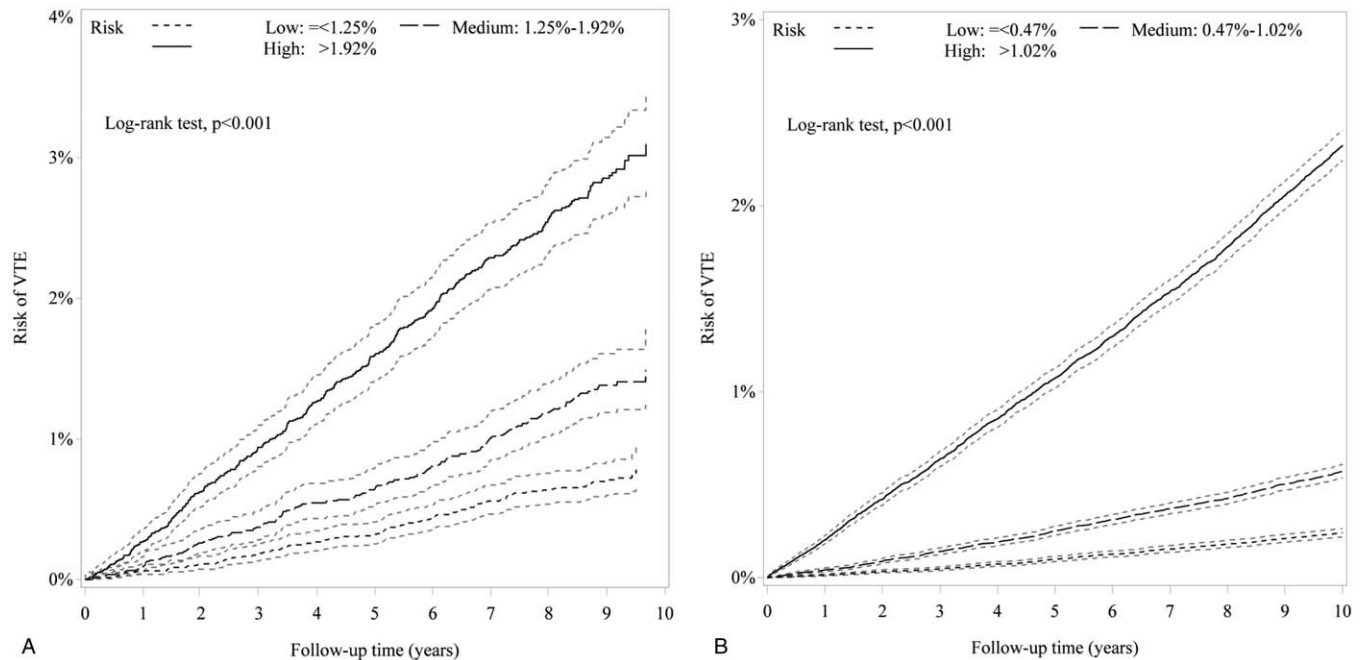 4%
3%
2%
1%
0%
Risk of VTE
Risk Low: =<1.25% Medium: 1.25%-1.92%
High: >1.92%
Log-rank test, p<0.001
0 1 2 3 4 5 6 7 8 9 10
A Follow-up time (years)
3%
2%
1%
0%
Risk of VTE
Risk Low: =<0.47% Medium: 0.47%-1.02%
High: >1.02%
Log-rank test, p<0.001
0 1 2 3 4 5 6 7 8 9 10
B Follow-up time (years)